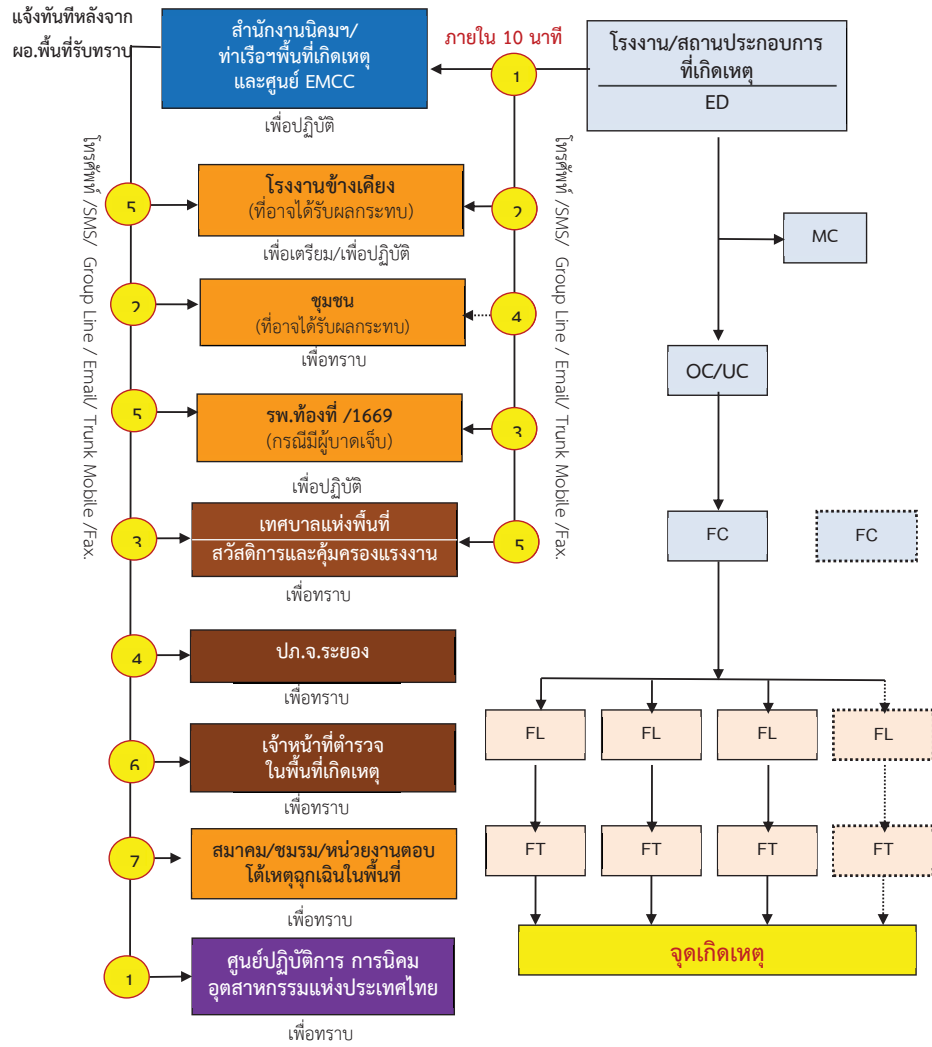 แจ้งทันทีหลังจาก
ผอ.พื้นที่รับทราบ
สำนักงานนิคมฯ/
ท่าเรือฯพื้นที่เกิดเหตุ
และศูนย์ EMCC
เพื่อปฏิบัติ
ภายใน 10 นาที
1
โรงงาน/สถานประกอบการ
ที่เกิดเหตุ
ED
โทรศัพท์ /SMS/ Group Line / Email/ Trunk Mobile /Fax.
โทรศัพท์ /SMS/ Group Line / Email/ Trunk Mobile /Fax.
5
โรงงานข้างเคียง
(ที่อาจได้รับผลกระทบ)
2
เพื่อเตรียม/เพื่อปฏิบัติ
MC
2
ชุมชน
(ที่อาจได้รับผลกระทบ)
4
เพื่อทราบ
OC/UC
5
รพ.ท้องที่ /1669
(กรณีมีผู้บาดเจ็บ)
3
เพื่อปฏิบัติ
3
เทศบาลแห่งพื้นที่
สวัสดิการและคุ้มครองแรงงาน
5
เพื่อทราบ
FC
FC
4
ปภ.จ.ระยอง
เพื่อทราบ
FL
FL
FL
FL
6
เจ้าหน้าที่ตำรวจ
ในพื้นที่เกิดเหตุ
เพื่อทราบ
7
สมาคม/ชมรม/หน่วยงานตอบ
โต้เหตุฉุกเฉินในพื้นที่
เพื่อทราบ
FT
FT
FT
FT
จุดเกิดเหตุ
1
ศูนย์ปฏิบัติการ การนิคม
อุตสาหกรรมแห่งประเทศไทย
เพื่อทราบ